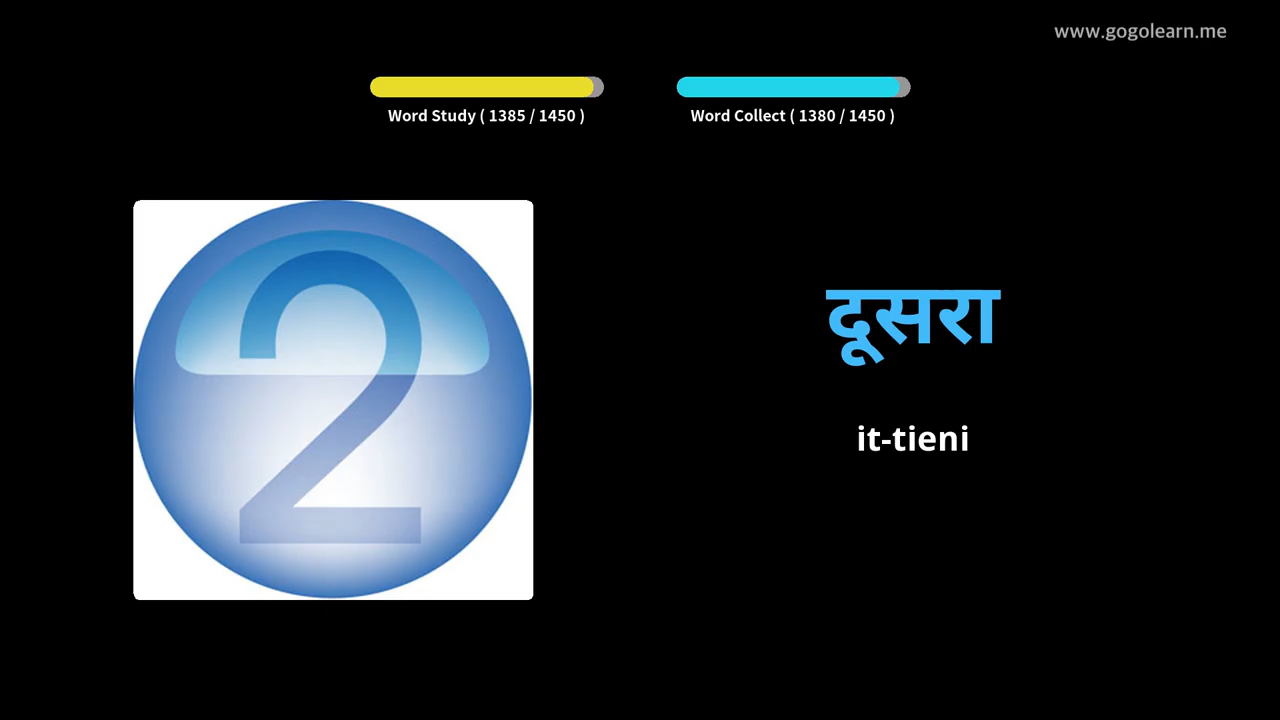 www.gogolearn.me
Word Study ( 1385 / 1450 )
Word Collect ( 1380 / 1450 )
2
दूसरा
it-tieni